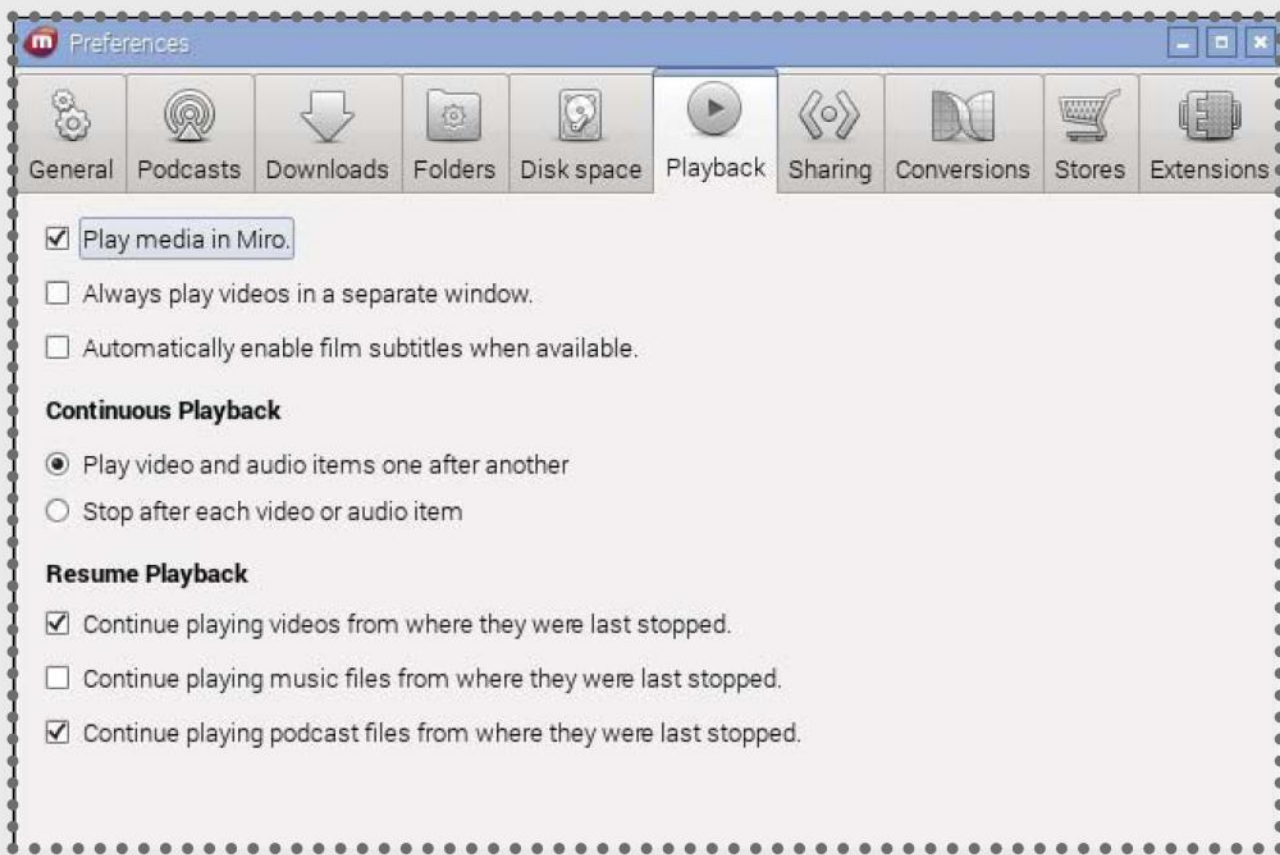 m Preferences
General Podcasts Downloads Folders Disk space Playback Sharing Conversions Stores Extensions
Play media in Miro.
Always play videos in a separate window.
Automatically enable film subtitles when available.
Continuous Playback
Play video and audio items one after another
Stop after each video or audio item
Resume Playback
Continue playing videos from where they were last stopped.
Continue playing music files from where they were last stopped.
Continue playing podcast files from where they were last stopped.